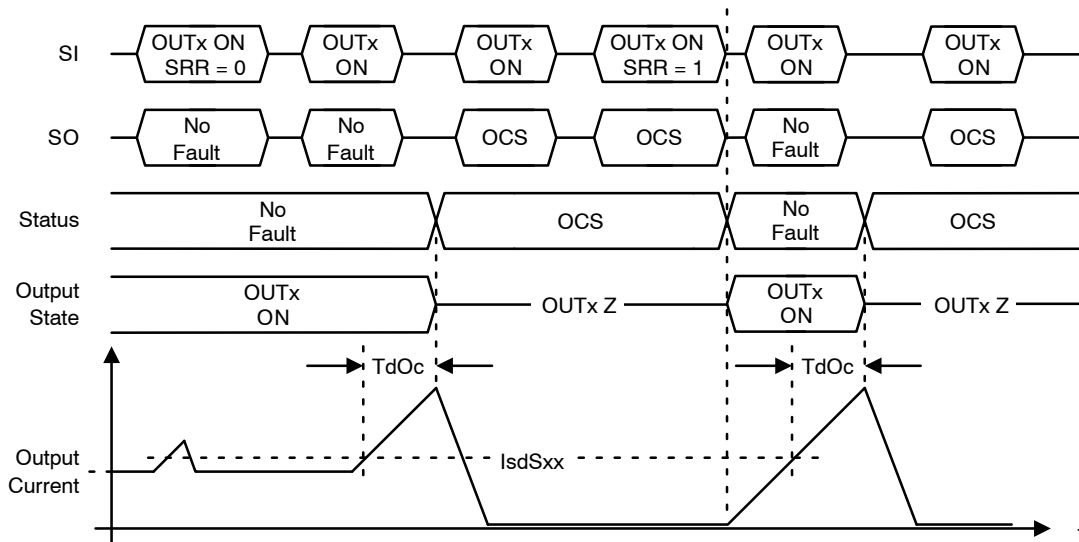 SI
OUTx ON
SRR = 0
OUTx
ON
OUTx
ON
OUTx ON
SRR = 1
OUTx
ON
OUTx
ON
SO
No
Fault
No
Fault
OCS
OCS
No
Fault
OCS
Status
No
Fault
OCS
No
Fault
OCS
Output
State
OUTx
ON
OUTx Z
OUTx
ON
OUTx Z
TdOc
TdOc
Output
Current
IsdSxx